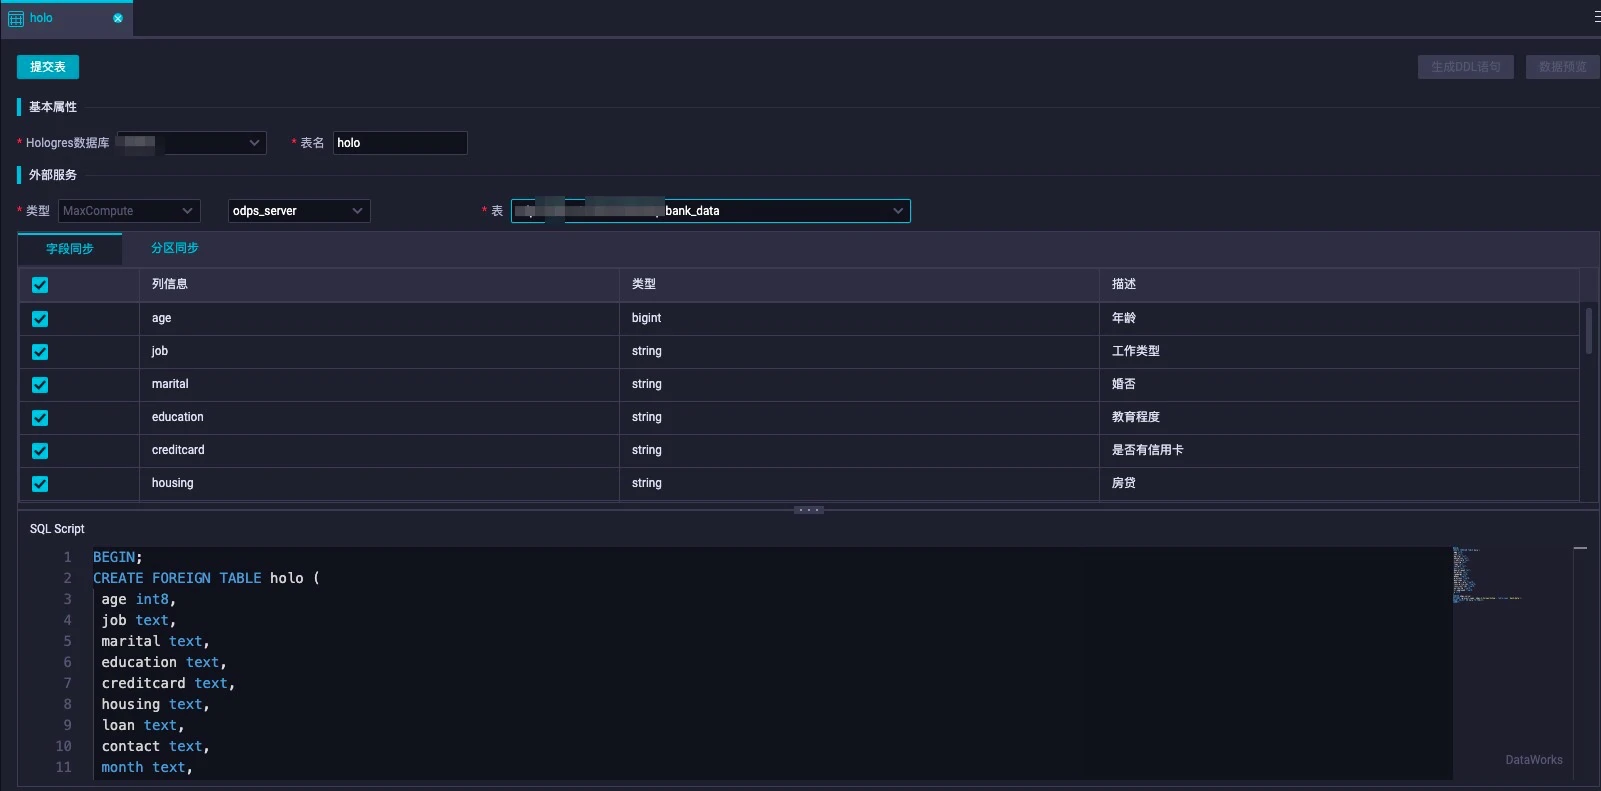 holo
提交表
生成DDL语句 数据预览
基本属性
* Hologres数据库 * 表名 holo
外部服务
* 类型 MaxCompute odps_server * 表 bank_data
字段同步 分区同步
列信息 类型 描述
age bigint 年龄
job string 工作类型
marital string 婚否
education string 教育程度
creditcard string 是否有信用卡
housing string 房贷
SQL Script
1 BEGIN;
2 CREATE FOREIGN TABLE holo (
3 age int8,
4 job text,
5 marital text,
6 education text,
7 creditcard text,
8 housing text,
9 loan text,
10 contact text,
11 month text,
DataWorks